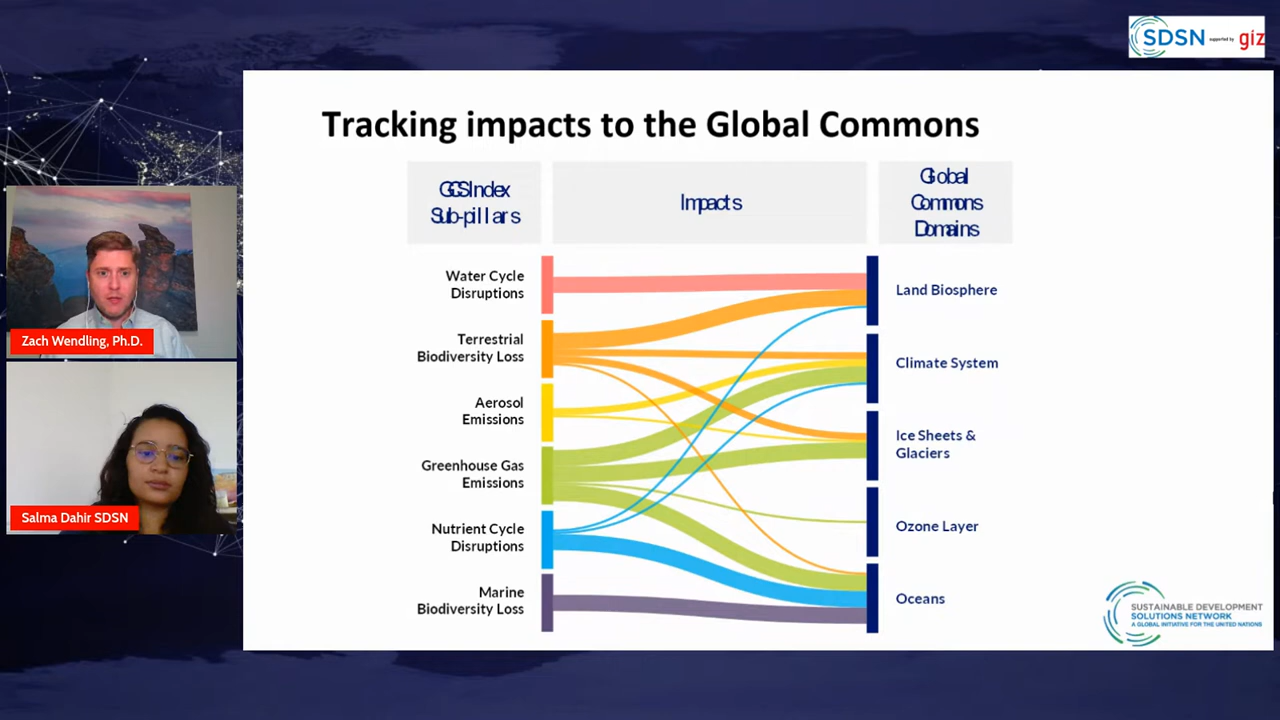 SDSN supported by giz
Tracking impacts to the Global Commons
GCS Index
Sub-pillars
Impacts
Global
Commons
Domains
Water Cycle
Disruptions
Terrestrial
Biodiversity Loss
Aerosol
Emissions
Greenhouse Gas
Emissions
Nutrient Cycle
Disruptions
Marine
Biodiversity Loss
Land Biosphere
Climate System
Ice Sheets &
Glaciers
Ozone Layer
Oceans
Zach Wendling, Ph.D.
Salma Dahir SDSN
SUSTAINABLE DEVELOPMENT
SOLUTIONS NETWORK
A GLOBAL INITIATIVE FOR THE UNITED NATIONS